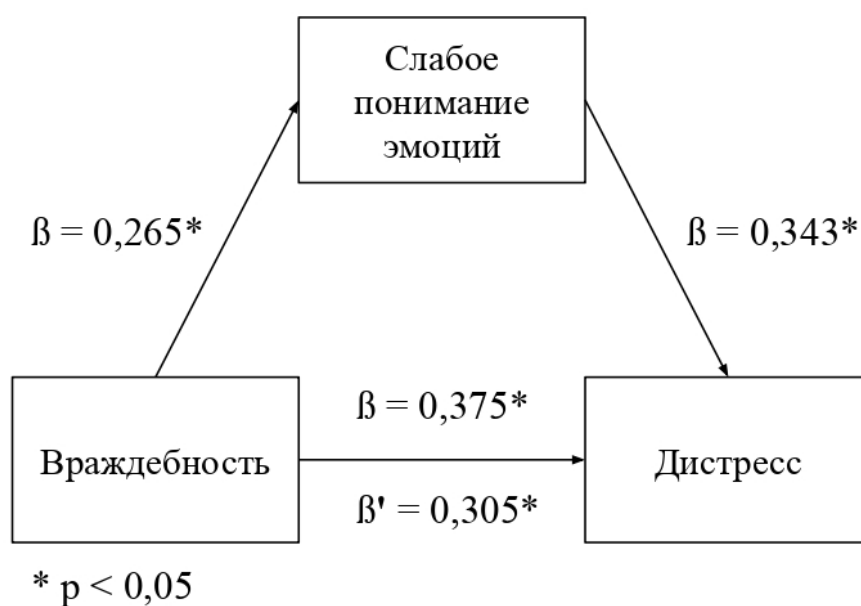 Слабое
понимание
эмоций
ß = 0,265*
ß = 0,343*
Враждебность
ß = 0,375*
ß' = 0,305*
Дистресс
* p < 0,05